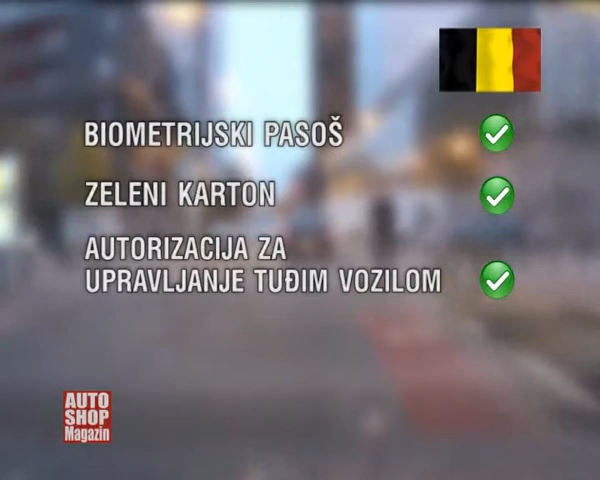 BIOMETRIJSKI PASOŠ
ZELENI KARTON
AUTORIZACIJA ZA
UPRAVLJANJE TUĐIM VOZILOM
AUTO
SHOP
Magazin